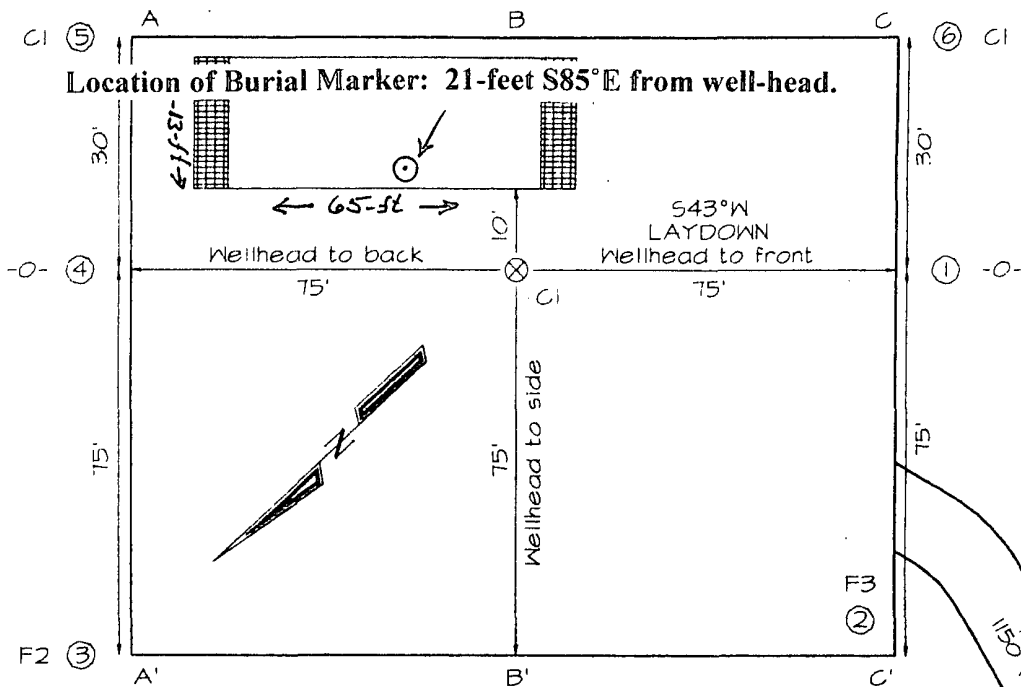 A B C
C1 ⑤ ⑥ C1
Location of Burial Marker: 21-feet S85°E from well-head.
30'
13-ft
30'
65-ft
10'
S43°W
LAYDOWN
-0- ④ Wellhead to back Wellhead to front ① -0-
75' C1 75'
N
75'
75'
Wellhead to side
75'
F3
②
1150'
F2 ③
A' B' C'